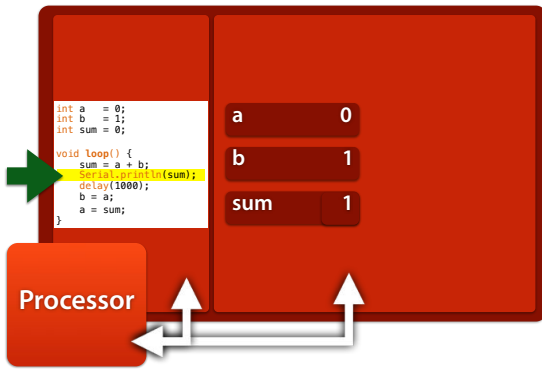 int a   = 0;
int b   = 1;
int sum = 0;
void loop() {
    sum = a + b;
    Serial.println(sum);
    delay(1000);
    b = a;
    a = sum;
}
a 0
b 1
sum 1
Processor